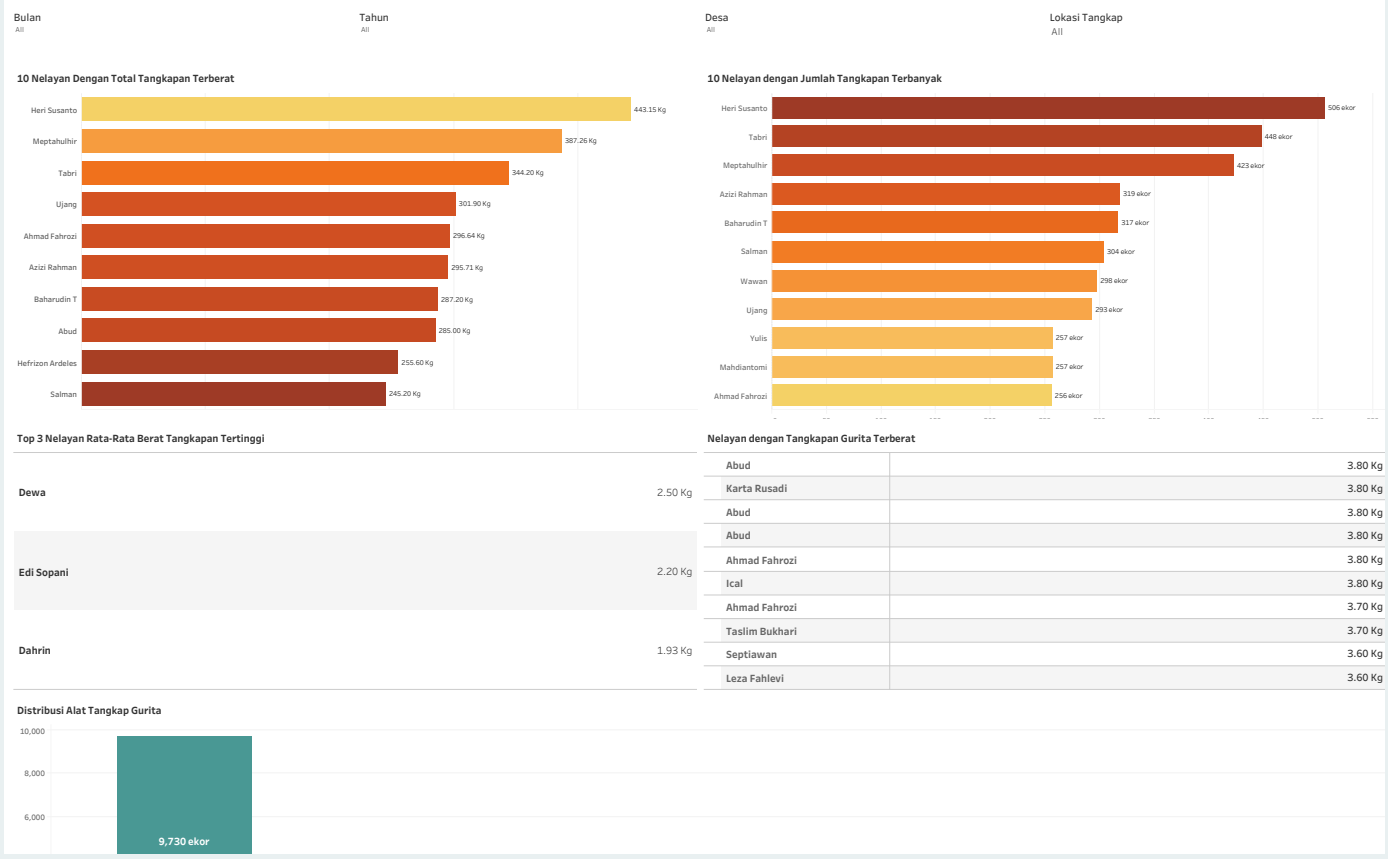 Bulan
All
Tahun
All
Desa
All
Lokasi Tangkap
All
10 Nelayan Dengan Total Tangkapan Terberat
Heri Susanto 443.15 Kg
Meptahulhir 387.26 Kg
Tabri 344.20 Kg
Ujang 301.90 Kg
Ahmad Fahrozi 296.64 Kg
Azizi Rahman 295.71 Kg
Baharudin T 287.20 Kg
Abud 285.00 Kg
Hefrizon Ardeles 255.60 Kg
Salman 245.20 Kg
10 Nelayan dengan Jumlah Tangkapan Terbanyak
Heri Susanto 506 ekor
Tabri 448 ekor
Meptahulhir 423 ekor
Azizi Rahman 319 ekor
Baharudin T 317 ekor
Salman 304 ekor
Wawan 298 ekor
Ujang 293 ekor
Yulis 257 ekor
Mahdiantomi 257 ekor
Ahmad Fahrozi 256 ekor
Top 3 Nelayan Rata-Rata Berat Tangkapan Tertinggi
Dewa 2.50 Kg
Edi Sopani 2.20 Kg
Dahrin 1.93 Kg
Nelayan dengan Tangkapan Gurita Terberat
Abud 3.80 Kg
Karta Rusadi 3.80 Kg
Abud 3.80 Kg
Abud 3.80 Kg
Ahmad Fahrozi 3.80 Kg
Ical 3.80 Kg
Ahmad Fahrozi 3.70 Kg
Taslim Bukhari 3.70 Kg
Septiawan 3.60 Kg
Leza Fahlevi 3.60 Kg
Distribusi Alat Tangkap Gurita
10,000
8,000
6,000
9,730 ekor